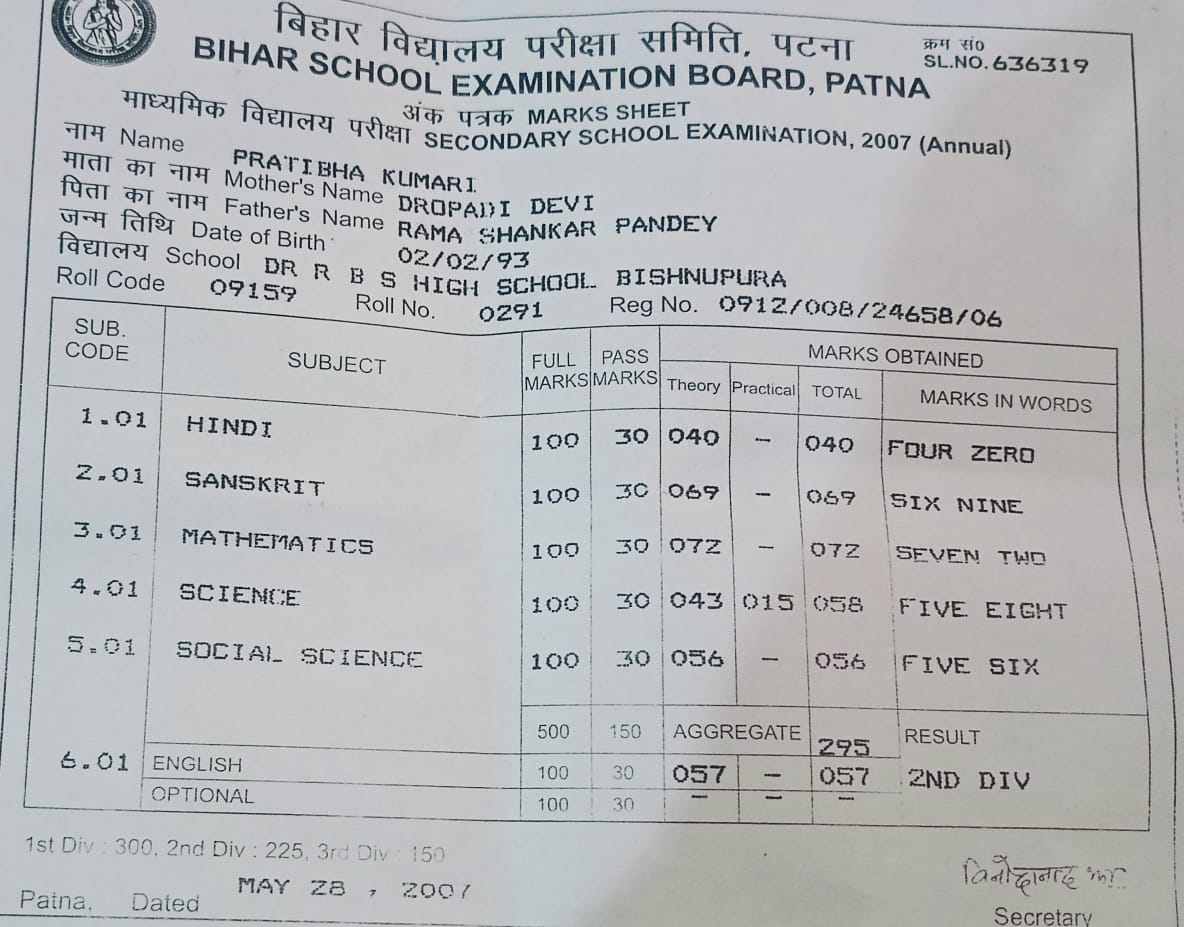 बिहार विद्यालय परीक्षा समिति, पटना
क्रम सं०
BIHAR SCHOOL EXAMINATION BOARD, PATNA
SL.NO. 636319
अंक पत्रक MARKS SHEET
माध्यमिक विद्यालय परीक्षा SECONDARY SCHOOL EXAMINATION, 2007 (Annual)
नाम Name PRATIBHA KUMARI
माता का नाम Mother's Name DROPADI DEVI
पिता का नाम Father's Name RAMA SHANKAR PANDEY
जन्म तिथि Date of Birth 02/02/93
विद्यालय School DR R B S HIGH SCHOOL BISHNUPURA
Roll Code 09159 Roll No. 0291 Reg No. 0912/008/24658/06
SUB. CODE SUBJECT FULL MARKS PASS MARKS MARKS OBTAINED
Theory Practical TOTAL MARKS IN WORDS
1.01 HINDI 100 30 040 - 040 FOUR ZERO
2.01 SANSKRIT 100 30 069 - 069 SIX NINE
3.01 MATHEMATICS 100 30 072 - 072 SEVEN TWO
4.01 SCIENCE 100 30 043 015 058 FIVE EIGHT
5.01 SOCIAL SCIENCE 100 30 056 - 056 FIVE SIX
500 150 AGGREGATE 295 RESULT
6.01 ENGLISH 100 30 057 - 057 2ND DIV
OPTIONAL 100 30 - - -
1st Div : 300, 2nd Div : 225, 3rd Div : 150
Patna, Dated MAY 28 , 2007
Secretary